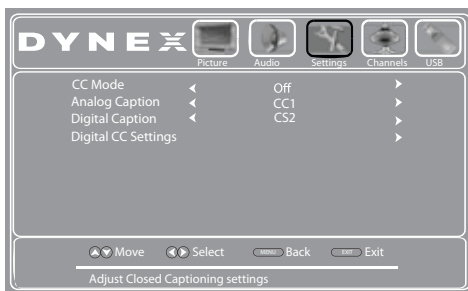 DYNEX
Picture Audio Settings Channels USB
CC Mode Off
Analog Caption CC1
Digital Caption CS2
Digital CC Settings
Move Select MENU Back EXIT Exit
Adjust Closed Captioning settings